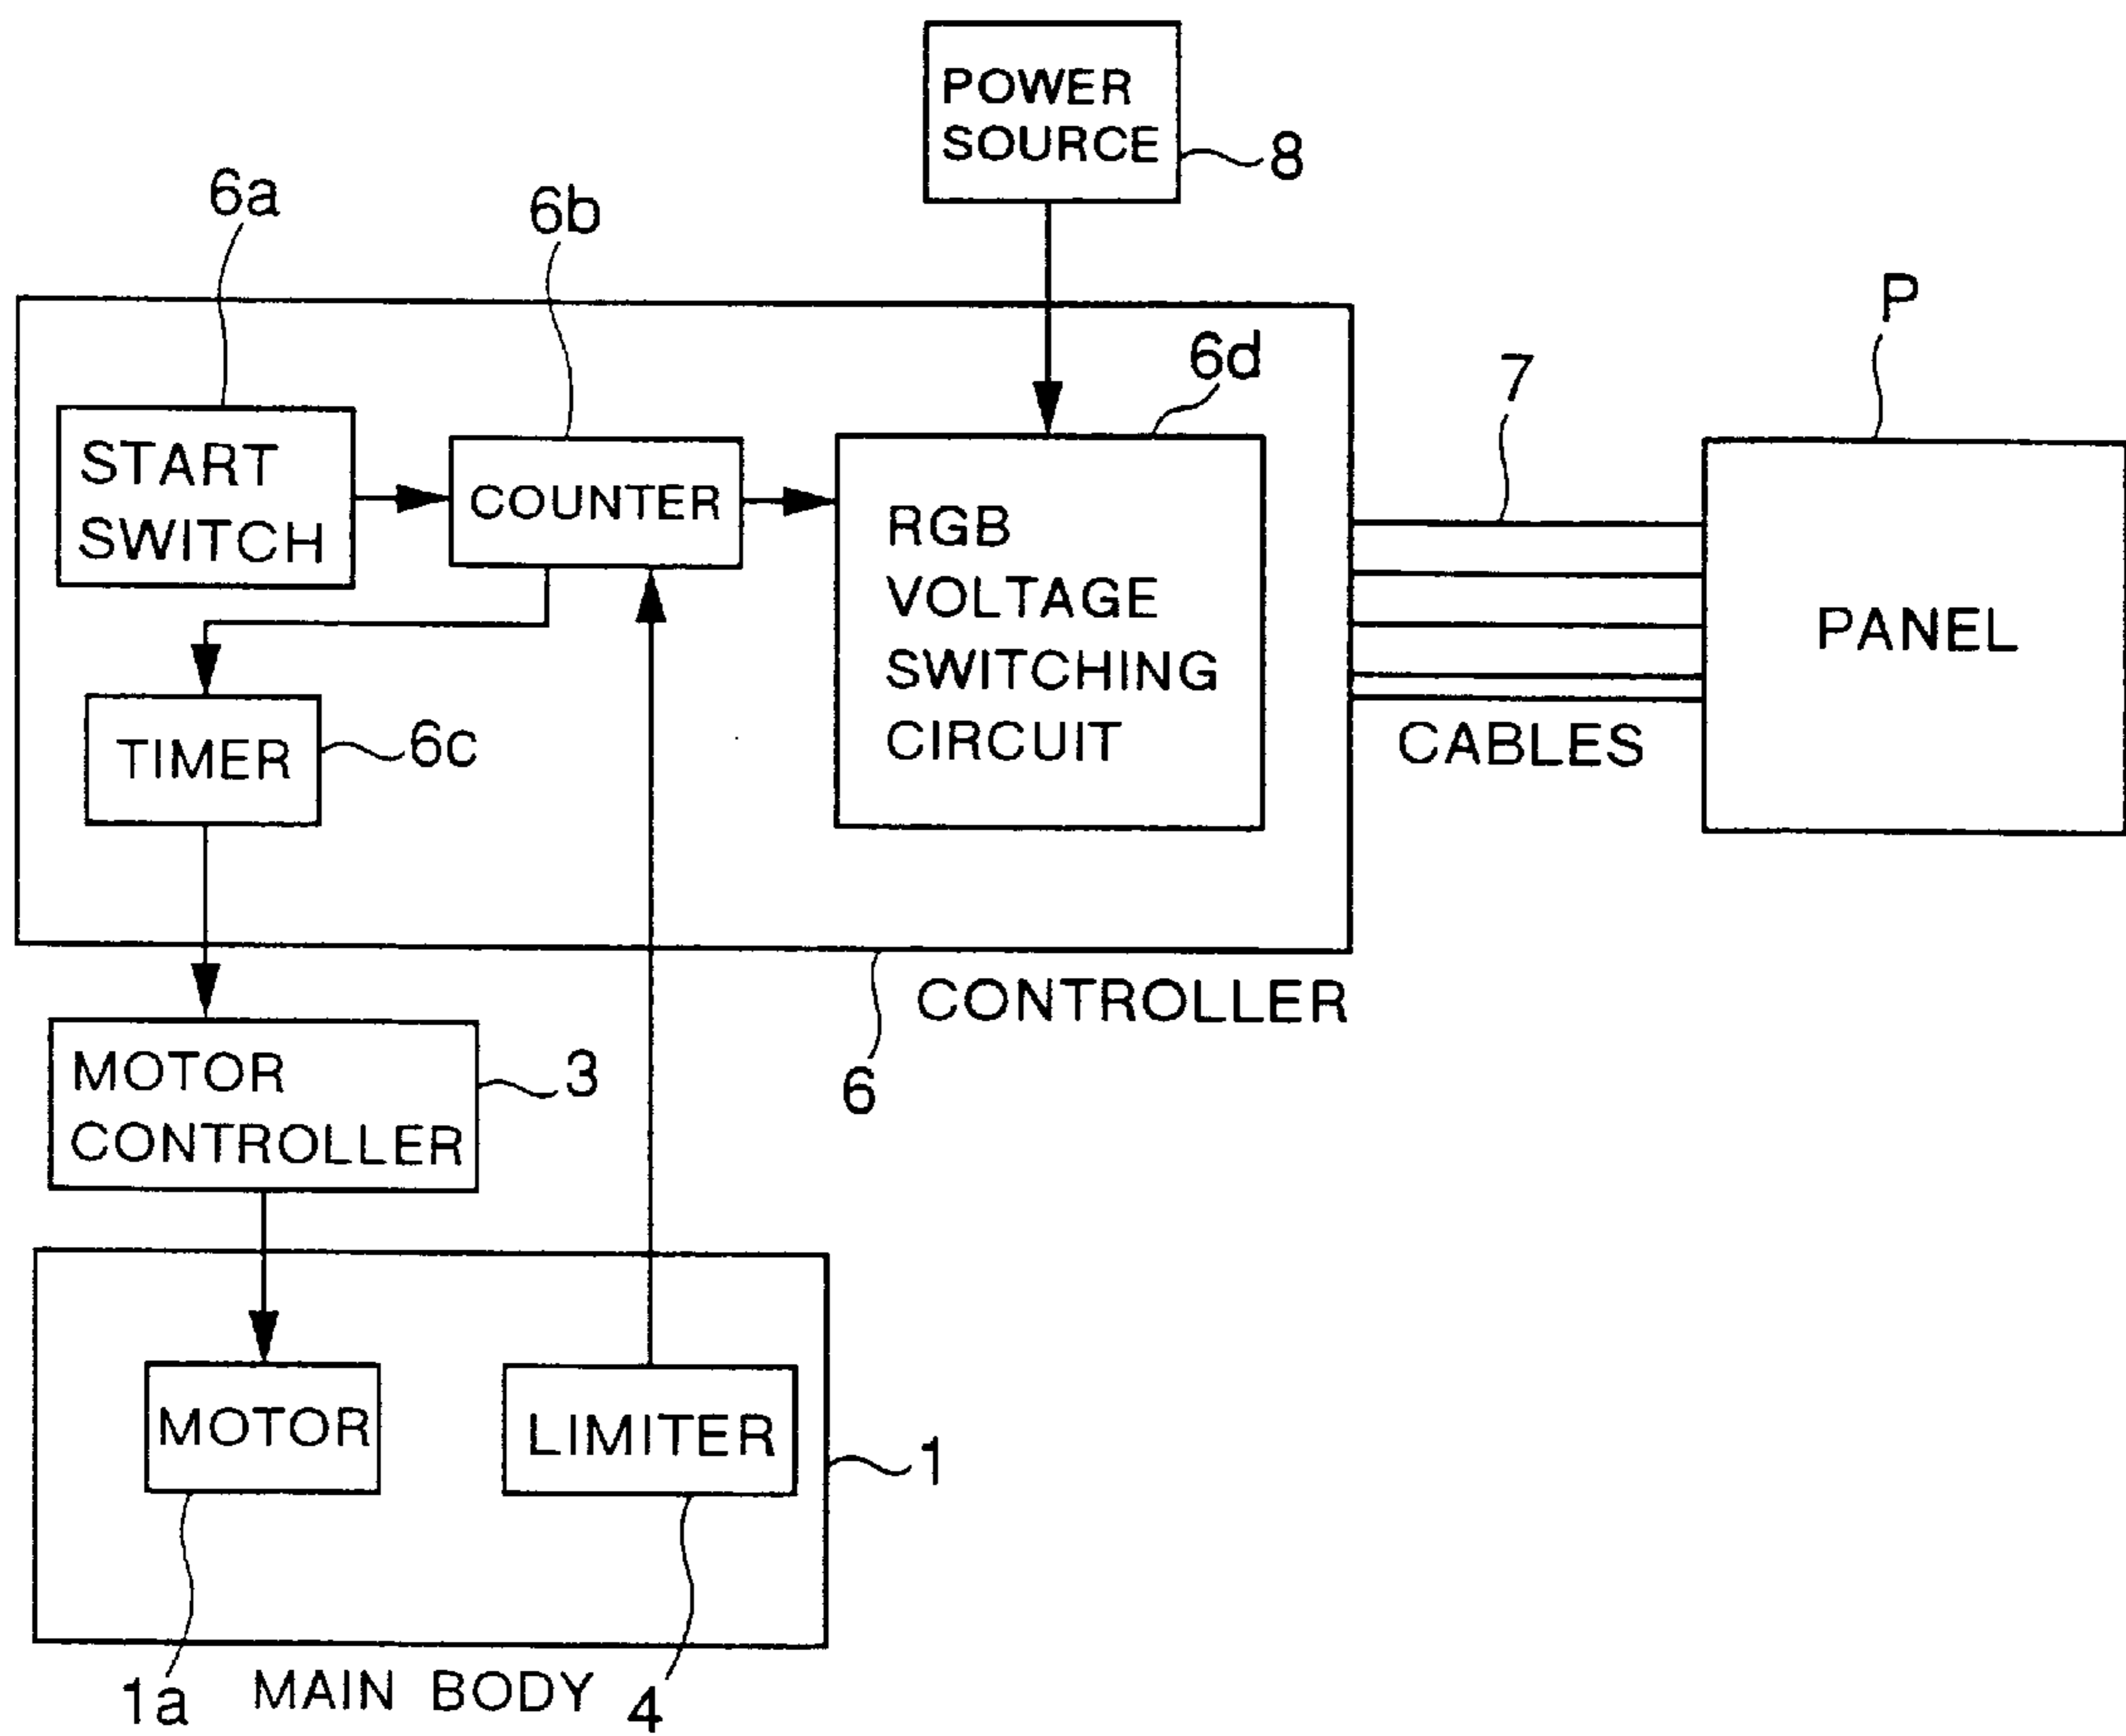 POWER
SOURCE
8
6a
6b
P
6d
7
START
SWITCH
COUNTER
RGB
VOLTAGE
SWITCHING
CIRCUIT
PANEL
TIMER
6c
CABLES
CONTROLLER
6
MOTOR
CONTROLLER
3
MOTOR
LIMITER
1
1a
MAIN BODY
4